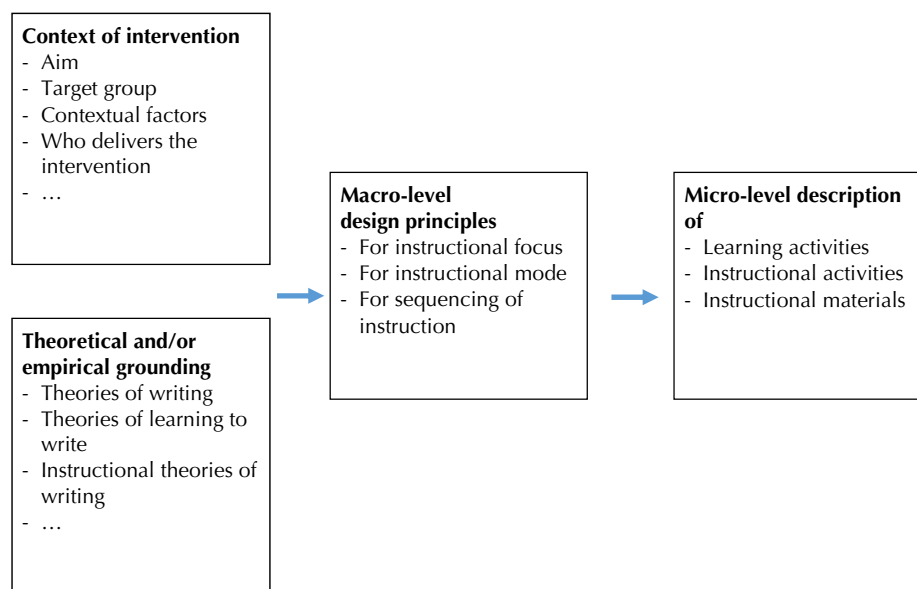 Context of intervention
- Aim
- Target group
- Contextual factors
- Who delivers the
intervention
- …
Theoretical and/or
empirical grounding
- Theories of writing
- Theories of learning to
write
- Instructional theories of
writing
- …
Macro-level
design principles
- For instructional focus
- For instructional mode
- For sequencing of
instruction
Micro-level description
of
- Learning activities
- Instructional activities
- Instructional materials